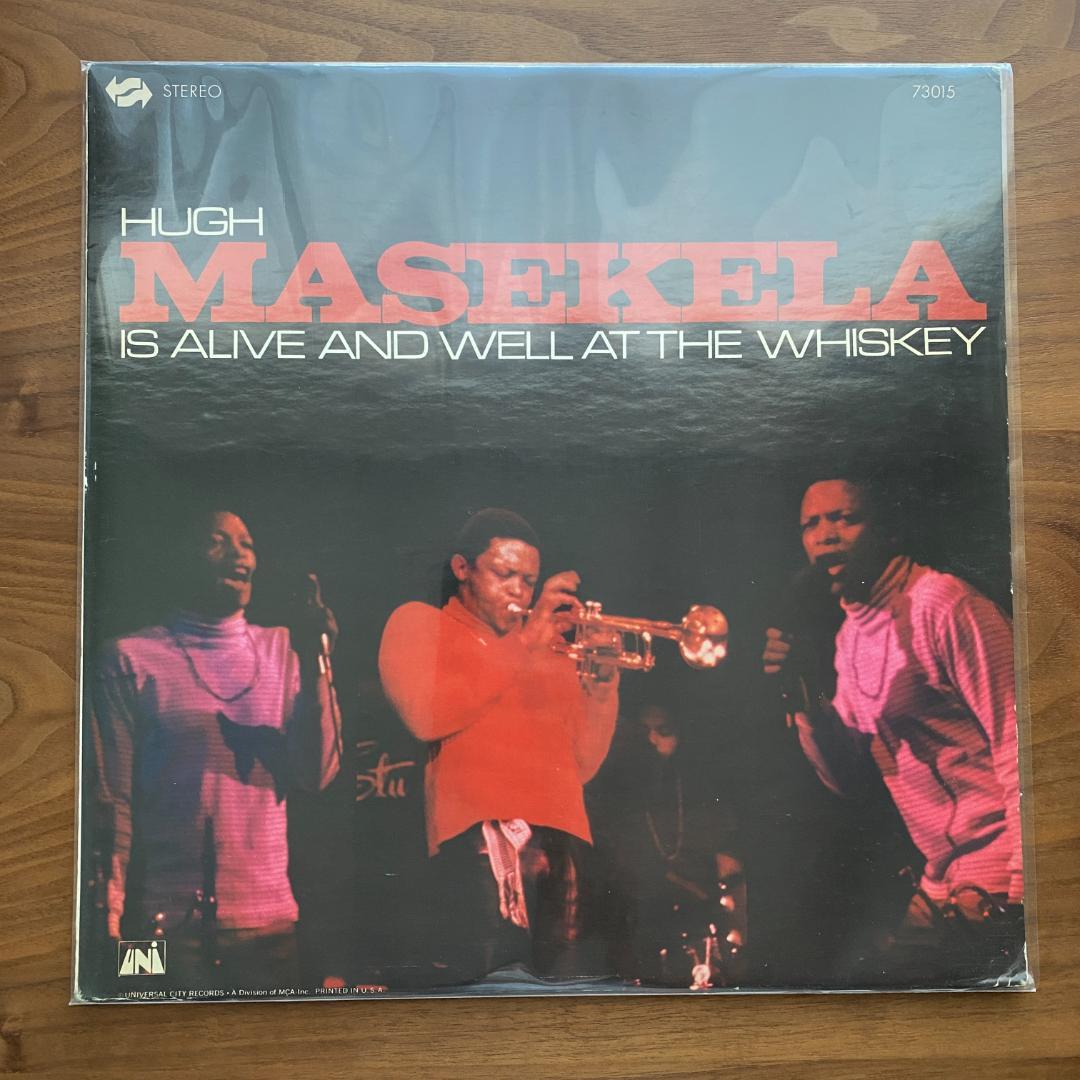 STEREO
73015
HUGH
MASEKELA
IS ALIVE AND WELL AT THE WHISKEY
Stu
UNI
UNIVERSAL CITY RECORDS • A Division of MCA Inc. PRINTED IN U.S.A.